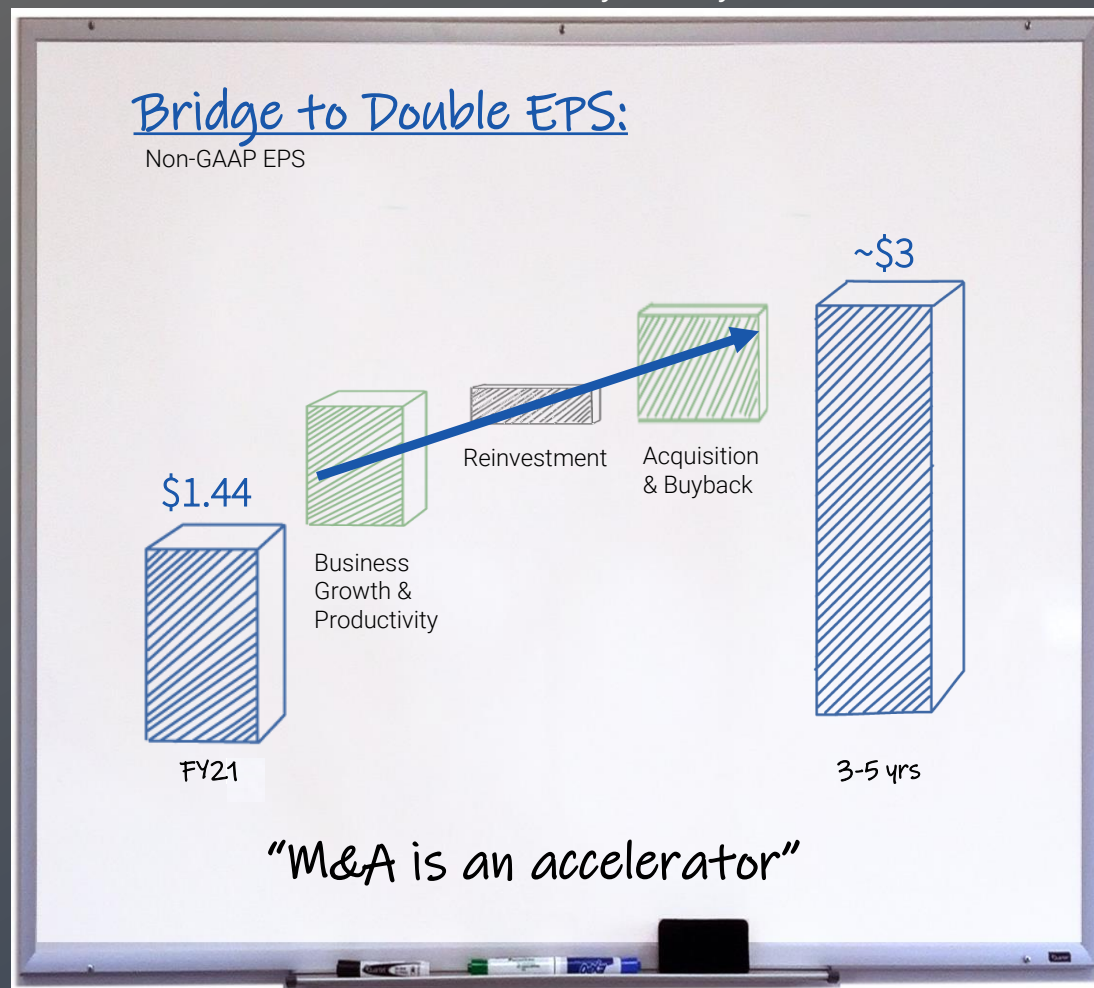 Bridge to Double EPS:
Non-GAAP EPS
~$3
$1.44
Reinvestment
Acquisition
& Buyback
Business
Growth &
Productivity
FY21
3-5 yrs
"M&A is an accelerator"